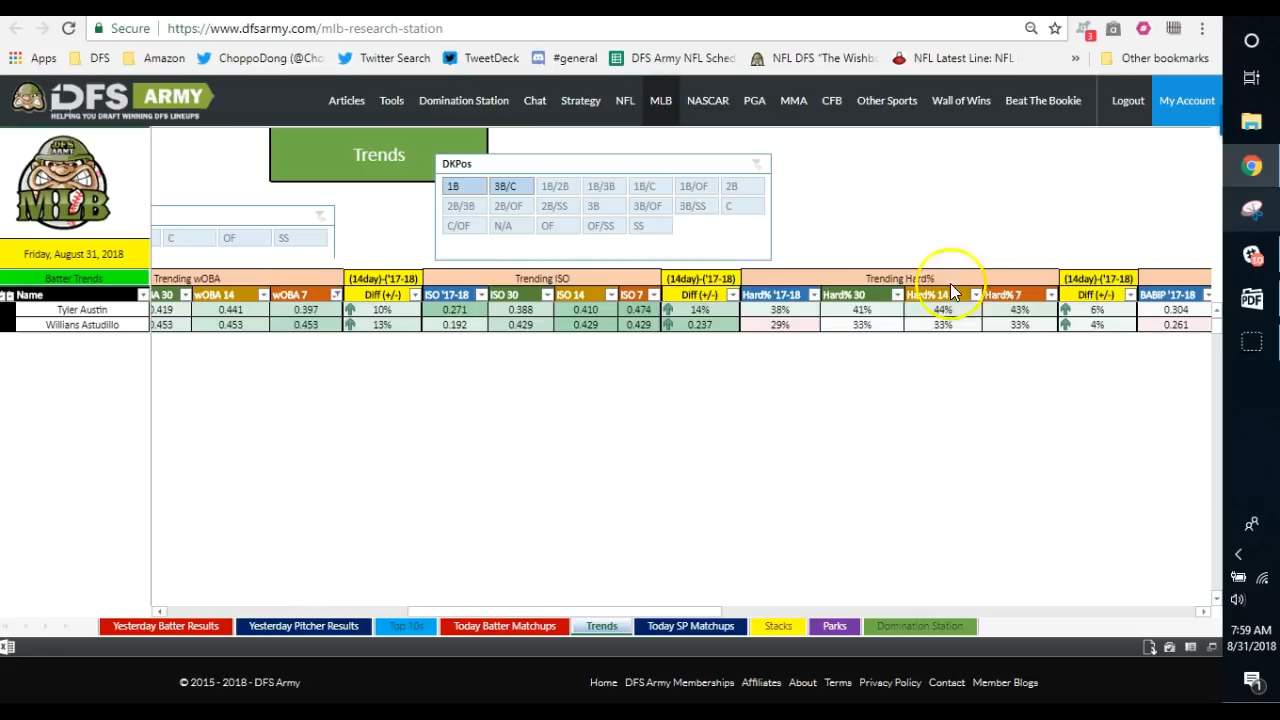 Secure https://www.dfsarmy.com/mlb-research-station
3
Apps DFS Amazon ChoppoDong (@Cho Twitter Search TweetDeck #general DFS Army NFL Sched NFL DFS "The Wishb NFL Latest Line: NFL » Other bookmarks
DFS ARMY
HELPING YOU DRAFT WINNING DFS LINEUPS
Articles Tools Domination Station Chat Strategy NFL MLB NASCAR PGA MMA CFB Other Sports Wall of Wins Beat The Bookie Logout My Account
MLB
Trends
DKPos
1B 3B/C 1B/2B 1B/3B 1B/C 1B/OF 2B
2B/3B 2B/OF 2B/SS 3B 3B/OF 3B/SS C
C/OF N/A OF OF/SS SS
C OF SS
Friday, August 31, 2018
Batter Trends Trending wOBA (14day)-('17-18) Trending ISO (14day)-('17-18) Trending Hard% (14day)-('17-18)
Name BA 30 wOBA 14 wOBA 7 Diff (+/-) ISO '17-18 ISO 30 ISO 14 ISO 7 Diff (+/-) Hard% '17-18 Hard% 30 Hard% 14 Hard% 7 Diff (+/-) BABIP '17-18
Tyler Austin 0.419 0.441 0.397 10% 0.271 0.388 0.410 0.474 14% 38% 41% 44% 43% 6% 0.304
Willians Astudillo 0.453 0.453 0.453 13% 0.192 0.429 0.429 0.429 0.237 29% 33% 33% 33% 4% 0.261
Yesterday Batter Results Yesterday Pitcher Results Top 10s Today Batter Matchups Trends Today SP Matchups Stacks Parks Domination Station
© 2015 - 2018 - DFS Army Home DFS Army Memberships Affiliates About Terms Privacy Policy Contact Member Blogs
10
PDF
7:59 AM
8/31/2018
1